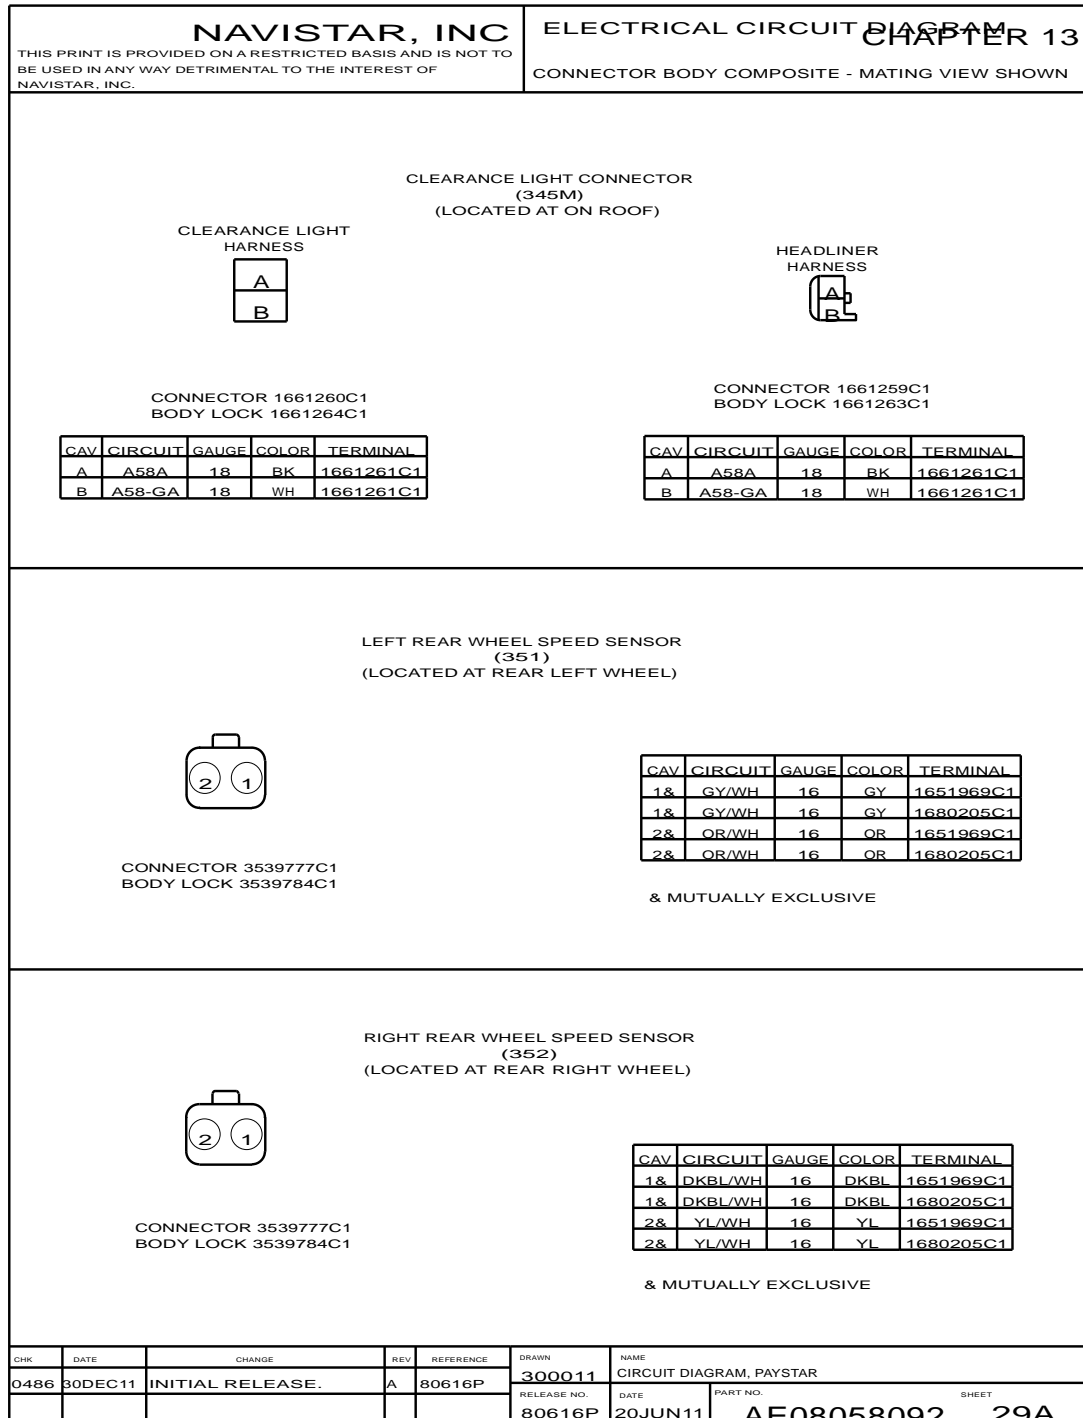 NAVISTAR, INC
THIS PRINT IS PROVIDED ON A RESTRICTED BASIS AND IS NOT TO
BE USED IN ANY WAY DETRIMENTAL TO THE INTEREST OF
NAVISTAR, INC.
ELECTRICAL CIRCUIT DIAGRAM
CHAPTER 13
CONNECTOR BODY COMPOSITE - MATING VIEW SHOWN
CLEARANCE LIGHT CONNECTOR
(345M)
(LOCATED AT ON ROOF)
CLEARANCE LIGHT
HARNESS
A
B
HEADLINER
HARNESS
A
B
CONNECTOR 1661260C1
BODY LOCK 1661264C1
CONNECTOR 1661259C1
BODY LOCK 1661263C1
CAV CIRCUIT GAUGE COLOR TERMINAL
A A58A 18 BK 1661261C1
B A58-GA 18 WH 1661261C1
CAV CIRCUIT GAUGE COLOR TERMINAL
A A58A 18 BK 1661261C1
B A58-GA 18 WH 1661261C1
LEFT REAR WHEEL SPEED SENSOR
(351)
(LOCATED AT REAR LEFT WHEEL)
2 1
CONNECTOR 3539777C1
BODY LOCK 3539784C1
CAV CIRCUIT GAUGE COLOR TERMINAL
1& GY/WH 16 GY 1651969C1
1& GY/WH 16 GY 1680205C1
2& OR/WH 16 OR 1651969C1
2& OR/WH 16 OR 1680205C1
& MUTUALLY EXCLUSIVE
RIGHT REAR WHEEL SPEED SENSOR
(352)
(LOCATED AT REAR RIGHT WHEEL)
2 1
CONNECTOR 3539777C1
BODY LOCK 3539784C1
CAV CIRCUIT GAUGE COLOR TERMINAL
1& DKBL/WH 16 DKBL 1651969C1
1& DKBL/WH 16 DKBL 1680205C1
2& YL/WH 16 YL 1651969C1
2& YL/WH 16 YL 1680205C1
& MUTUALLY EXCLUSIVE
CHK DATE CHANGE REV REFERENCE
0486 30DEC11 INITIAL RELEASE. A 80616P
DRAWN
300011
NAME
CIRCUIT DIAGRAM, PAYSTAR
RELEASE NO.
80616P
DATE
20JUN11
PART NO.
AE08058092
SHEET
29A